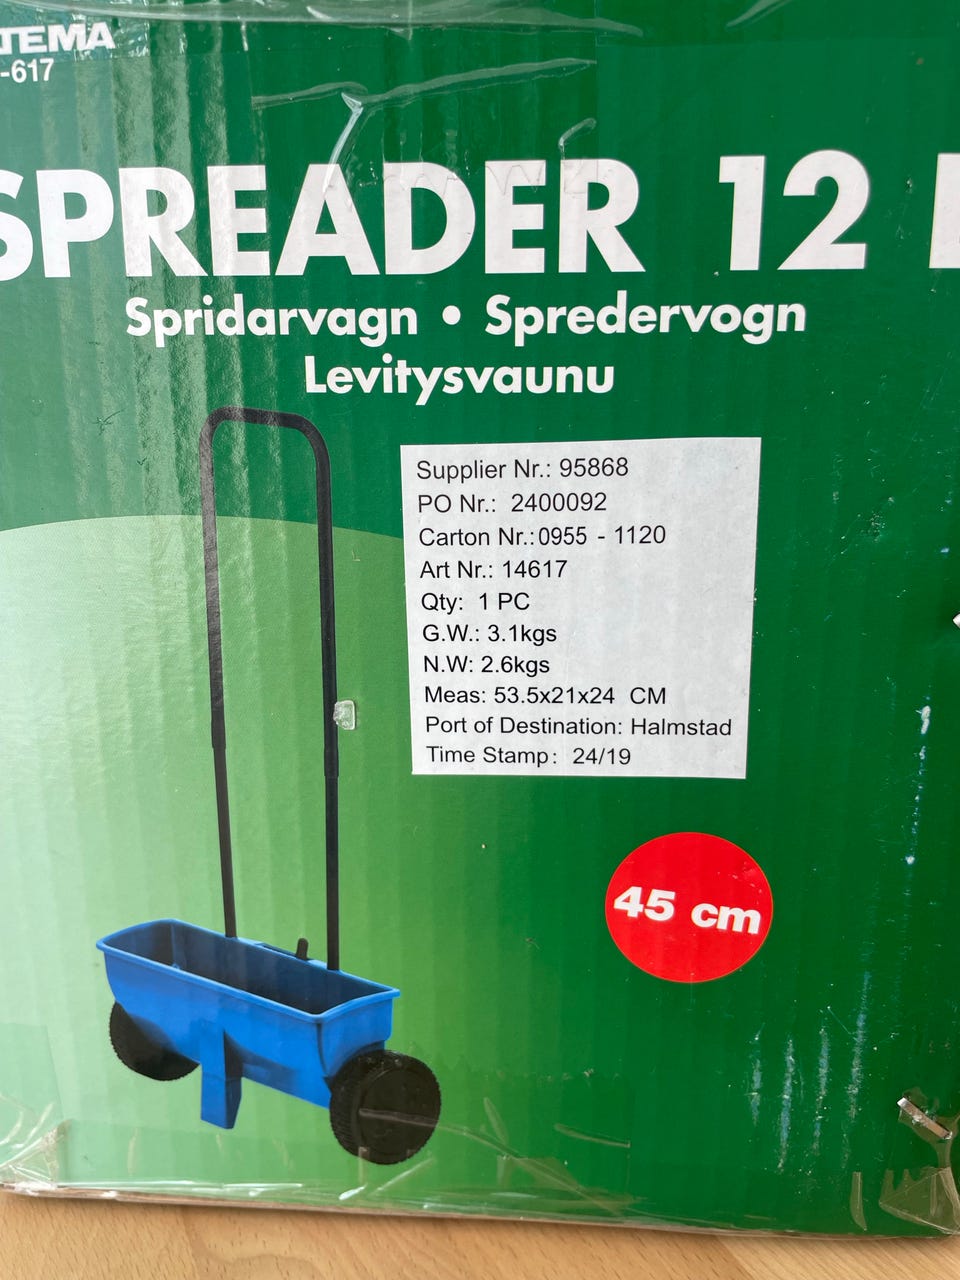 TEMA
-617
SPREADER 12
Spridarvagn • Spredervogn
Levitysvaunu
Supplier Nr.: 95868
PO Nr.: 2400092
Carton Nr.:0955 - 1120
Art Nr.: 14617
Qty: 1 PC
G.W.: 3.1kgs
N.W: 2.6kgs
Meas: 53.5x21x24 CM
Port of Destination: Halmstad
Time Stamp: 24/19
45 cm